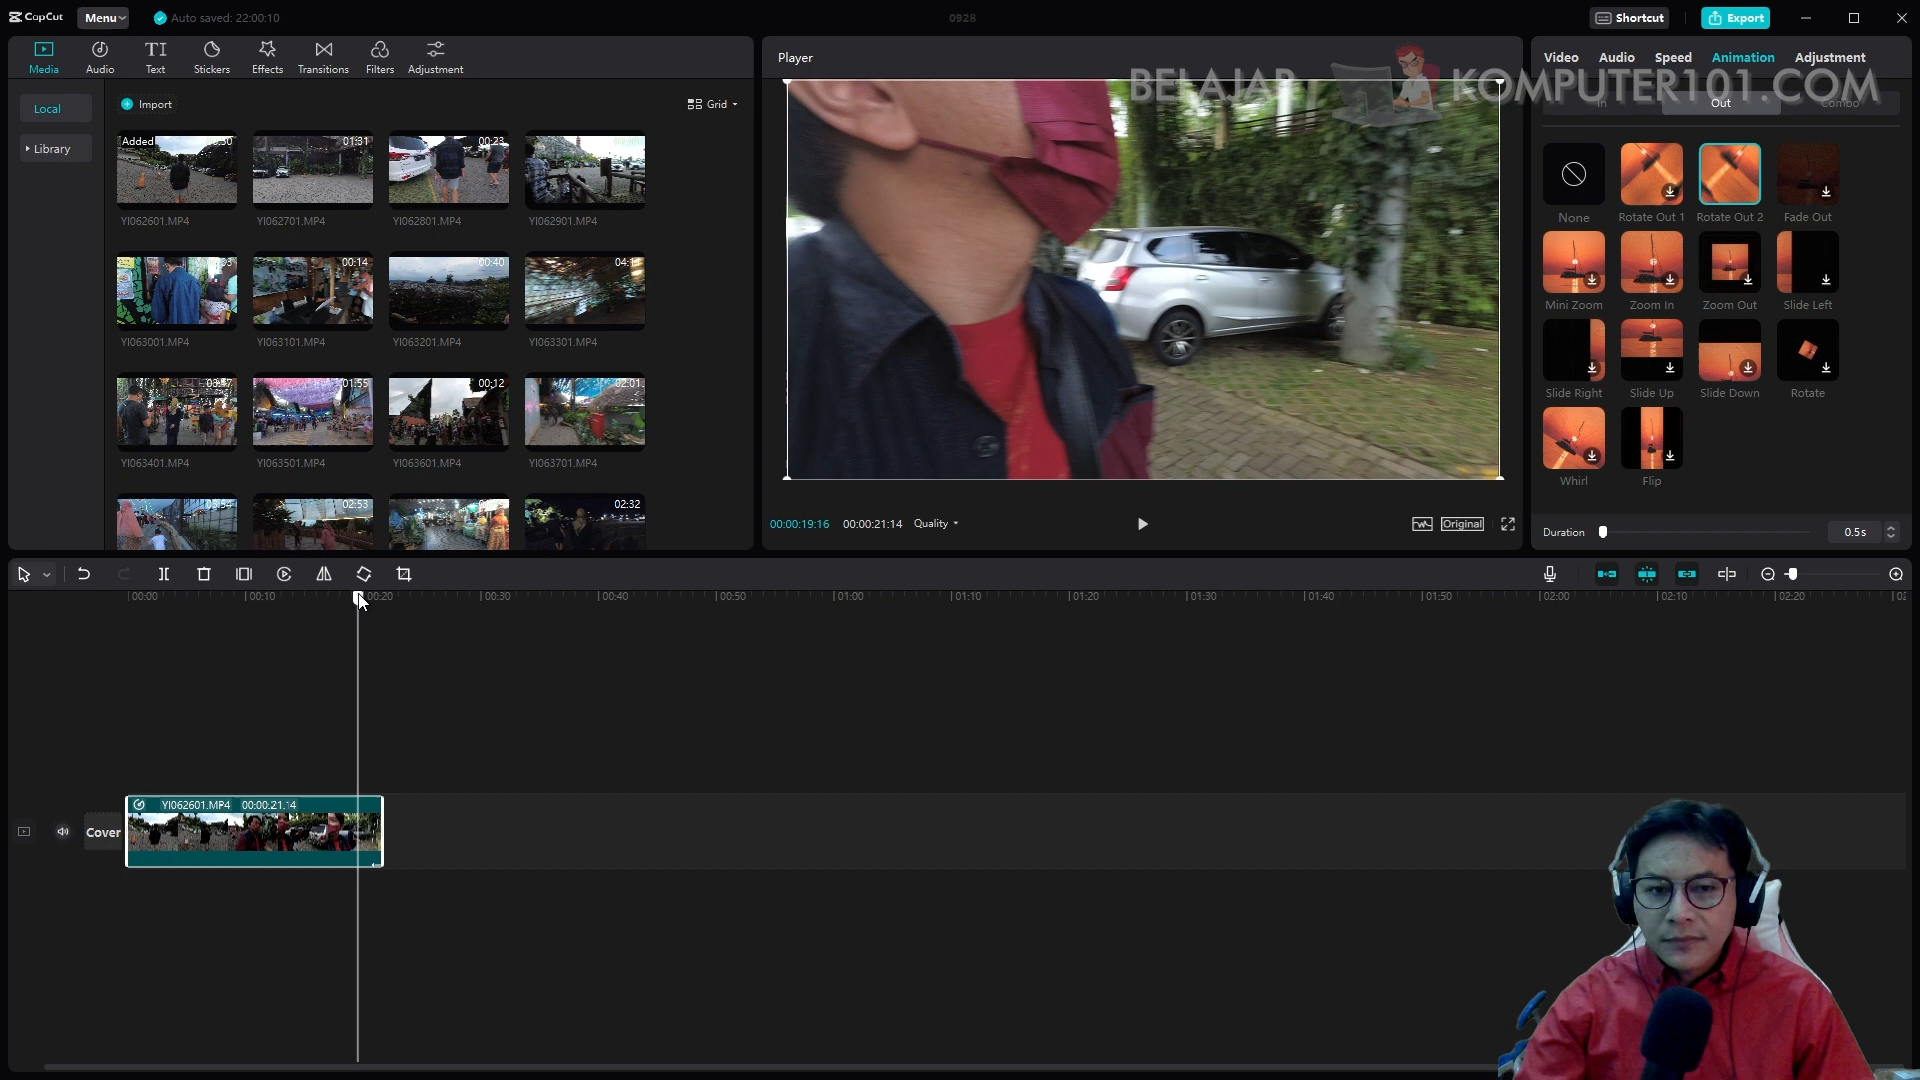 CapCut
Menu
Auto saved: 22:00:10
0928
Shortcut
Export
Media
Audio
Text
Stickers
Effects
Transitions
Filters
Adjustment
Local
Library
Import
Grid
Added
01:31
00:23
YI062601.MP4
YI062701.MP4
YI062801.MP4
YI062901.MP4
00:14
00:40
YI063001.MP4
YI063101.MP4
YI063201.MP4
YI063301.MP4
01:55
00:12
02:01
YI063401.MP4
YI063501.MP4
YI063601.MP4
YI063701.MP4
02:53
02:32
Player
BELAJAR KOMPUTER101.COM
00:00:19:16
00:00:21:14
Quality
Original
Video
Audio
Speed
Animation
Adjustment
In
Out
Combo
None
Rotate Out 1
Rotate Out 2
Fade Out
Mini Zoom
Zoom In
Zoom Out
Slide Left
Slide Right
Slide Up
Slide Down
Rotate
Whirl
Flip
Duration
0.5s
00:00
00:10
00:20
00:30
00:40
00:50
01:00
01:10
01:20
01:30
01:40
01:50
02:00
02:10
02:20
YI062601.MP4 00:00:21:14
Cover